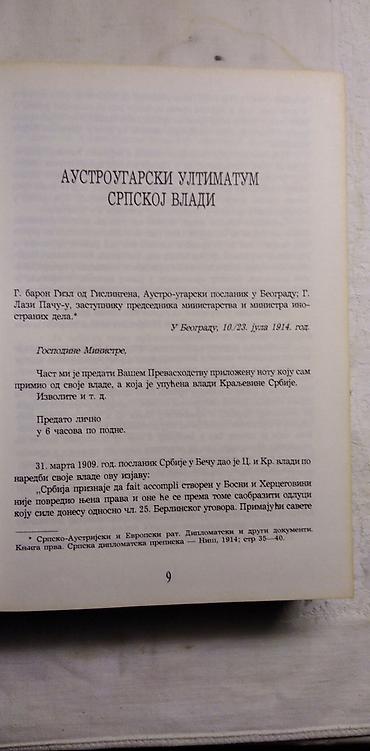 АУСТРОУГАРСКИ УЛТИМАТУМ
СРПСКОЈ ВЛАДИ
Г. барон Гизл од Гислингена, Аустро-угарски посланик у Београду; Г.
Лази Пачу-у, заступнику председника министарства и министра ино-
страних дела.*
У Београду, 10./23. јула 1914. год.
Господине Министре,
Част ми је предати Вашем Превасходству приложену ноту коју сам
примио од своје владе, а која је упућена влади Краљевине Србије.
Изволите и т. д.
Предато лично
у 6 часова по подне.
31. марта 1909. год. посланик Србије у Бечу дао је Ц. и Кр. влади по
наредби своје владе ову изјаву:
„Србија признаје да fait accompli створен у Босни и Херцеговини
није повредио њена права и оне ће се према томе саобразити одлуци
коју силе донесу односно чл. 25. Берлинског уговора. Примајући савете
* Српско-Аустријски и Европски рат. Дипломатски и други документи.
Књига прва. Српска дипломатска преписка — Ниш, 1914; стр 35—40.
9